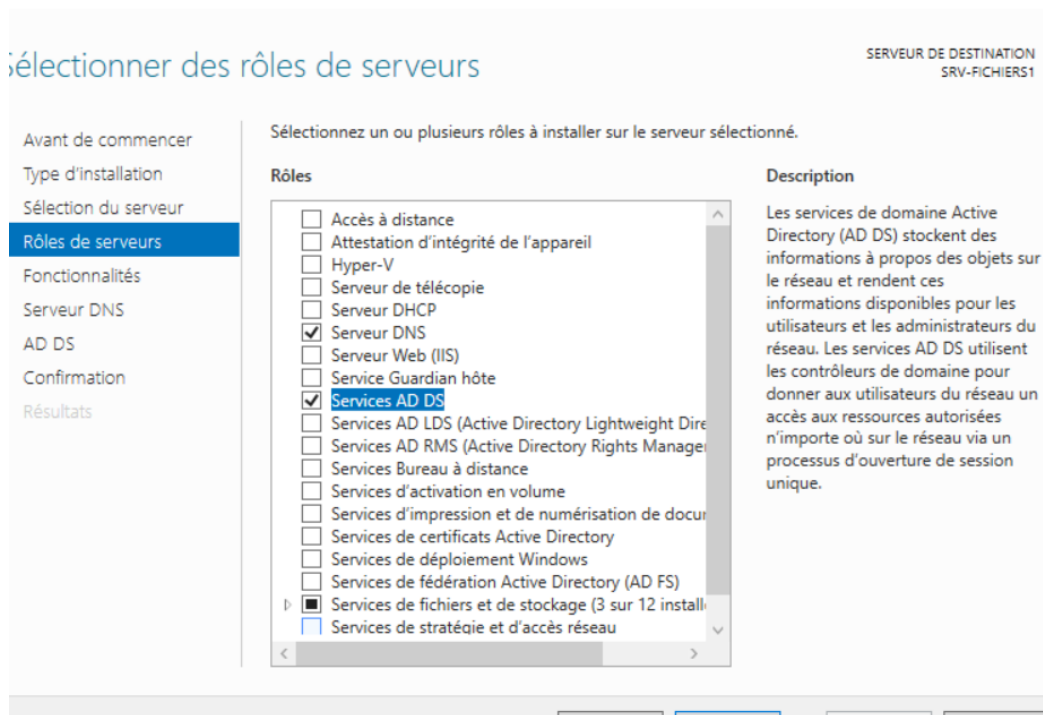 électionner des rôles de serveurs
SERVEUR DE DESTINATION
SRV-FICHIERS1
Avant de commencer
Type d'installation
Sélection du serveur
Rôles de serveurs
Fonctionnalités
Serveur DNS
AD DS
Confirmation
Résultats
Sélectionnez un ou plusieurs rôles à installer sur le serveur sélectionné.
Rôles
Accès à distance
Attestation d'intégrité de l'appareil
Hyper-V
Serveur de télécopie
Serveur DHCP
Serveur DNS
Serveur Web (IIS)
Service Guardian hôte
Services AD DS
Services AD LDS (Active Directory Lightweight Dire
Services AD RMS (Active Directory Rights Manage
Services Bureau à distance
Services d'activation en volume
Services d'impression et de numérisation de docu
Services de certificats Active Directory
Services de déploiement Windows
Services de fédération Active Directory (AD FS)
Services de fichiers et de stockage (3 sur 12 install
Services de stratégie et d'accès réseau
Description
Les services de domaine Active
Directory (AD DS) stockent des
informations à propos des objets sur
le réseau et rendent ces
informations disponibles pour les
utilisateurs et les administrateurs du
réseau. Les services AD DS utilisent
les contrôleurs de domaine pour
donner aux utilisateurs du réseau un
accès aux ressources autorisées
n'importe où sur le réseau via un
processus d'ouverture de session
unique.